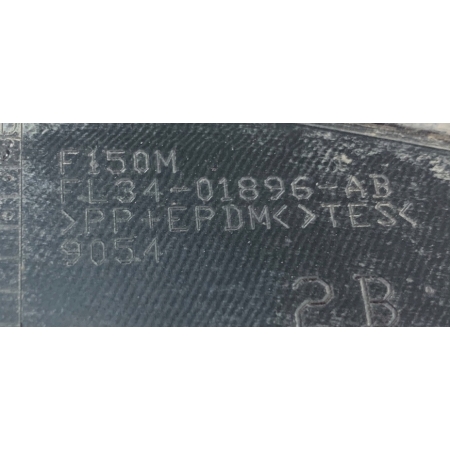 F150M
FL34-01896-AB
>PP+EPDM<>TES<
9054
2B